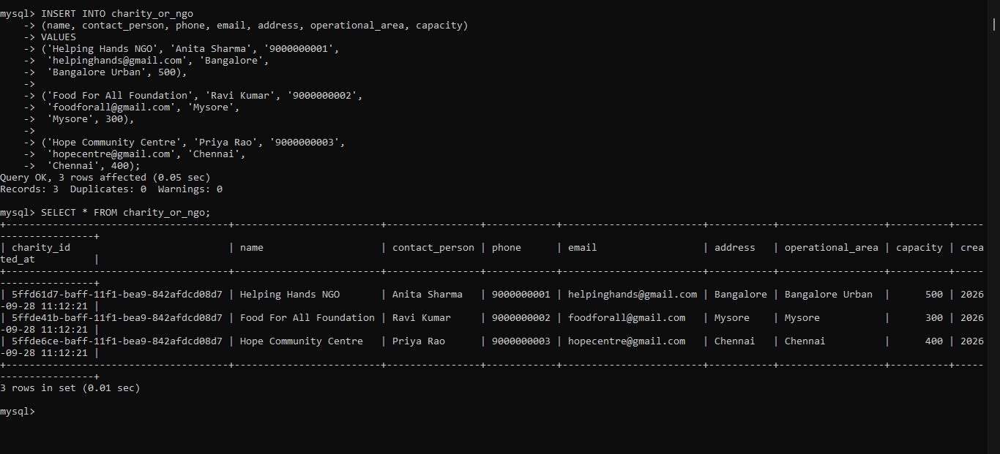 mysql> INSERT INTO charity_or_ngo
    -> (name, contact_person, phone, email, address, operational_area, capacity)
    -> VALUES
    -> ('Helping Hands NGO', 'Anita Sharma', '9000000001',
    ->  'helpinghands@gmail.com', 'Bangalore',
    ->  'Bangalore Urban', 500),
    ->
    -> ('Food For All Foundation', 'Ravi Kumar', '9000000002',
    ->  'foodforall@gmail.com', 'Mysore',
    ->  'Mysore', 300),
    ->
    -> ('Hope Community Centre', 'Priya Rao', '9000000003',
    ->  'hopecentre@gmail.com', 'Chennai',
    ->  'Chennai', 400);
Query OK, 3 rows affected (0.05 sec)
Records: 3  Duplicates: 0  Warnings: 0

mysql> SELECT * FROM charity_or_ngo;
+--------------------------------------+-------------------------+----------------+------------+------------------------+-----------+------------------+----------+-----
----------------+
| charity_id                           | name                    | contact_person | phone      | email                  | address   | operational_area | capacity | crea
ted_at          |
+--------------------------------------+-------------------------+----------------+------------+------------------------+-----------+------------------+----------+-----
----------------+
| 5ffd61d7-baff-11f1-bea9-842afdcd08d7 | Helping Hands NGO       | Anita Sharma   | 9000000001 | helpinghands@gmail.com | Bangalore | Bangalore Urban  |      500 | 2026
-09-28 11:12:21 |
| 5ffde41b-baff-11f1-bea9-842afdcd08d7 | Food For All Foundation | Ravi Kumar     | 9000000002 | foodforall@gmail.com   | Mysore    | Mysore           |      300 | 2026
-09-28 11:12:21 |
| 5ffde6ce-baff-11f1-bea9-842afdcd08d7 | Hope Community Centre   | Priya Rao      | 9000000003 | hopecentre@gmail.com   | Chennai   | Chennai          |      400 | 2026
-09-28 11:12:21 |
+--------------------------------------+-------------------------+----------------+------------+------------------------+-----------+------------------+----------+-----
----------------+
3 rows in set (0.01 sec)

mysql>